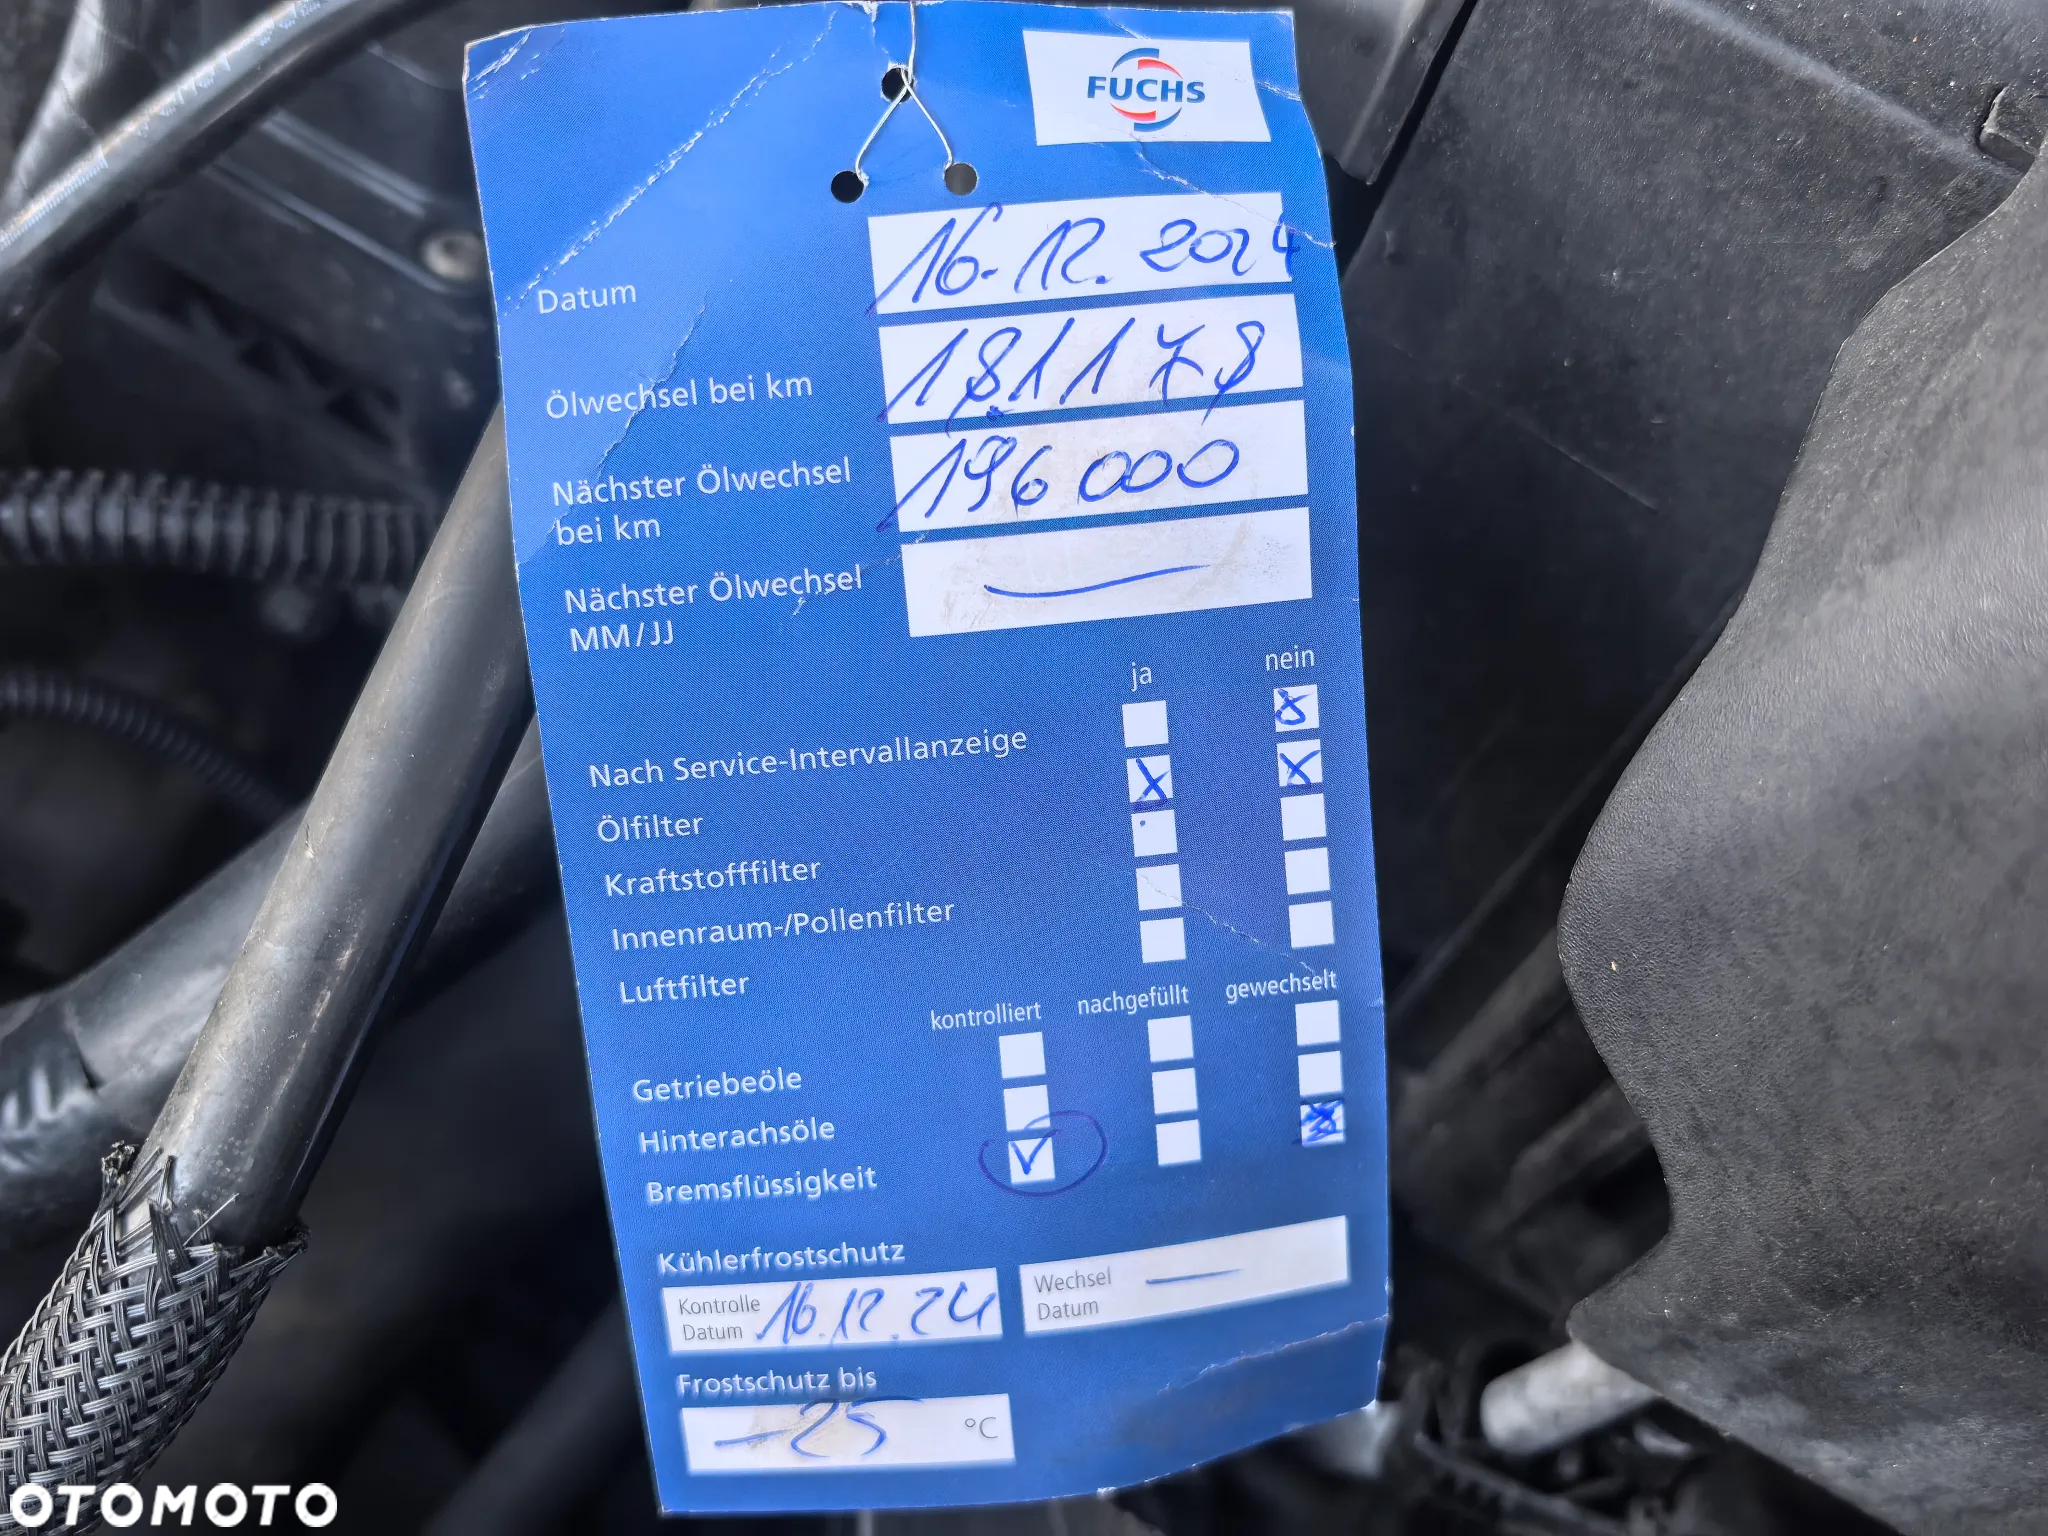 FUCHS
Datum 16.12.2024
Ölwechsel bei km 181178
Nächster Ölwechsel bei km 196000
Nächster Ölwechsel MM/JJ —
ja nein
Nach Service-Intervallanzeige
Ölfilter
Kraftstofffilter
Innenraum-/Pollenfilter
Luftfilter
kontrolliert nachgefüllt gewechselt
Getriebeöle
Hinterachsöle
Bremsflüssigkeit
Kühlerfrostschutz
Kontrolle Datum 16.12.24 Wechsel Datum —
Frostschutz bis
-25 °C
OTOMOTO